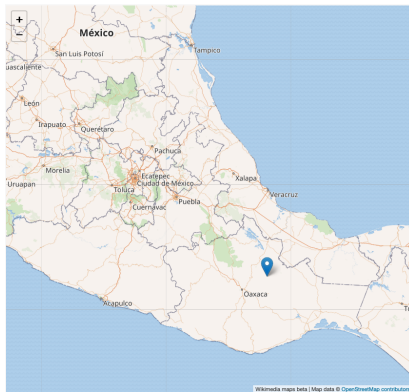 +
−
México
San Luis Potosí
Tampico
uascaliente
León
Irapuato
Querétaro
Pachuca
Morelia
Ecatepec
Ciudad de México
Xalapa
Toluca
Uruapan
Veracruz
Puebla
Cuernavac
Oaxaca
Acapulco
Wikimedia maps beta | Map data © OpenStreetMap contributor